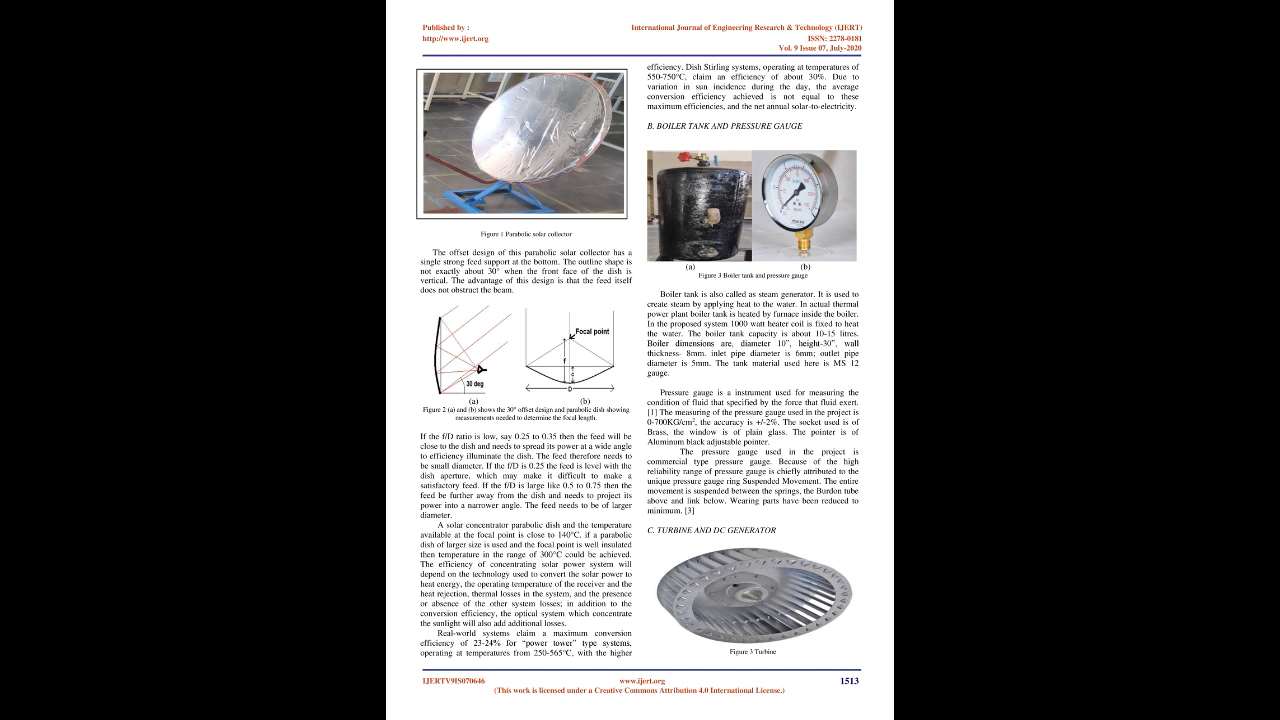 Published by :
http://www.ijert.org
International Journal of Engineering Research & Technology (IJERT)
ISSN: 2278-0181
Vol. 9 Issue 07, July-2020
Figure 1 Parabolic solar collector
The offset design of this parabolic solar collector has a
single strong feed support at the bottom. The outline shape is
not exactly about 30° when the front face of the dish is
vertical. The advantage of this design is that the feed itself
does not obstruct the beam.
30 deg
(a)
Focal point
f
c
D
(b)
Figure 2 (a) and (b) shows the 30° offset design and parabolic dish showing
measurements needed to determine the focal length.
If the f/D ratio is low, say 0.25 to 0.35 then the feed will be
close to the dish and needs to spread its power at a wide angle
to efficiency illuminate the dish. The feed therefore needs to
be small diameter. If the f/D is 0.25 the feed is level with the
dish aperture, which may make it difficult to make a
satisfactory feed. If the f/D is large like 0.5 to 0.75 then the
feed be further away from the dish and needs to project its
power into a narrower angle. The feed needs to be of larger
diameter.
A solar concentrator parabolic dish and the temperature
available at the focal point is close to 140°C. if a parabolic
dish of larger size is used and the focal point is well insulated
then temperature in the range of 300°C could be achieved.
The efficiency of concentrating solar power system will
depend on the technology used to convert the solar power to
heat energy, the operating temperature of the receiver and the
heat rejection, thermal losses in the system, and the presence
or absence of the other system losses; in addition to the
conversion efficiency, the optical system which concentrate
the sunlight will also add additional losses.
Real-world systems claim a maximum conversion
efficiency of 23-24% for “power tower” type systems,
operating at temperatures from 250-565°C, with the higher
efficiency. Dish Stirling systems, operating at temperatures of
550-750°C, claim an efficiency of about 30%. Due to
variation in sun incidence during the day, the average
conversion efficiency achieved is not equal to these
maximum efficiencies, and the net annual solar-to-electricity.
B. BOILER TANK AND PRESSURE GAUGE
(a)
(b)
Figure 3 Boiler tank and pressure gauge
Boiler tank is also called as steam generator. It is used to
create steam by applying heat to the water. In actual thermal
power plant boiler tank is heated by furnace inside the boiler.
In the proposed system 1000 watt heater coil is fixed to heat
the water. The boiler tank capacity is about 10-15 litres.
Boiler dimensions are, diameter 10”, height-30”, wall
thickness- 8mm. inlet pipe diameter is 6mm; outlet pipe
diameter is 5mm. The tank material used here is MS 12
gauge.
Pressure gauge is a instrument used for measuring the
condition of fluid that specified by the force that fluid exert.
[1] The measuring of the pressure gauge used in the project is
0-700KG/cm², the accuracy is +/-2%. The socket used is of
Brass, the window is of plain glass. The pointer is of
Aluminum black adjustable pointer.
The pressure gauge used in the project is
commercial type pressure gauge. Because of the high
reliability range of pressure gauge is chiefly attributed to the
unique pressure gauge ring Suspended Movement. The entire
movement is suspended between the springs, the Burdon tube
above and link below. Wearing parts have been reduced to
minimum. [3]
C. TURBINE AND DC GENERATOR
Figure 3 Turbine
IJERTV9IS070646
www.ijert.org
1513
(This work is licensed under a Creative Commons Attribution 4.0 International License.)